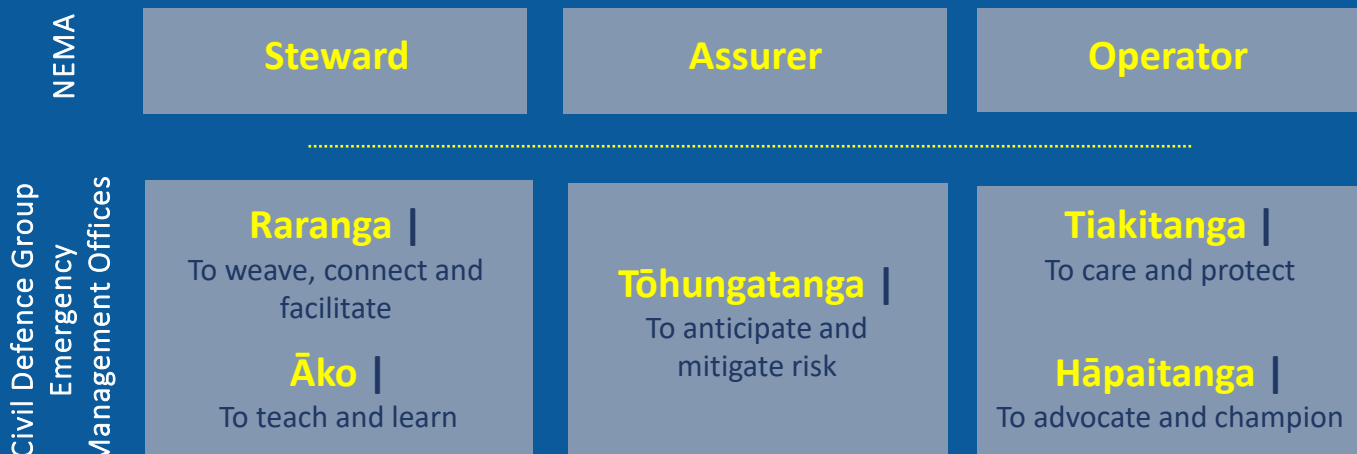 NEMA
Steward
Assurer
Operator
Civil Defence Group
Emergency
Management Offices
Raranga |
To weave, connect and
facilitate
Āko |
To teach and learn
Tōhungatanga |
To anticipate and
mitigate risk
Tiakitanga |
To care and protect
Hāpaitanga |
To advocate and champion